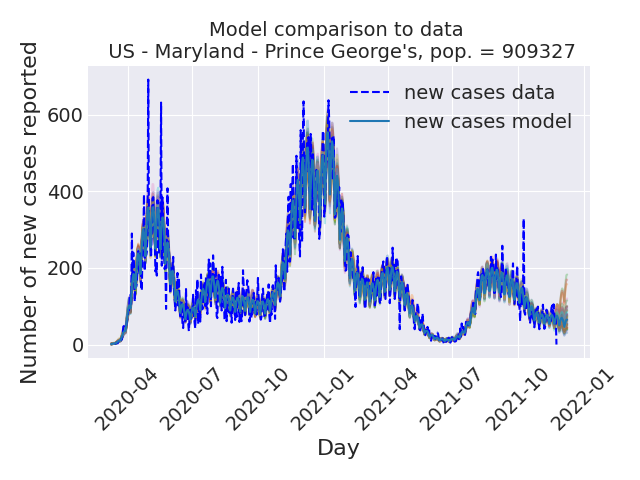 Model comparison to data
US - Maryland - Prince George's, pop. = 909327
new cases data
new cases model
Number of new cases reported
600
400
200
0
2020-04
2020-07
2020-10
2021-01
2021-04
2021-07
2021-10
2022-01
Day